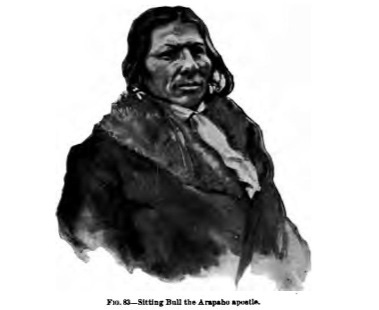 FIG. 83—Sitting Bull the Arapaho apostle.